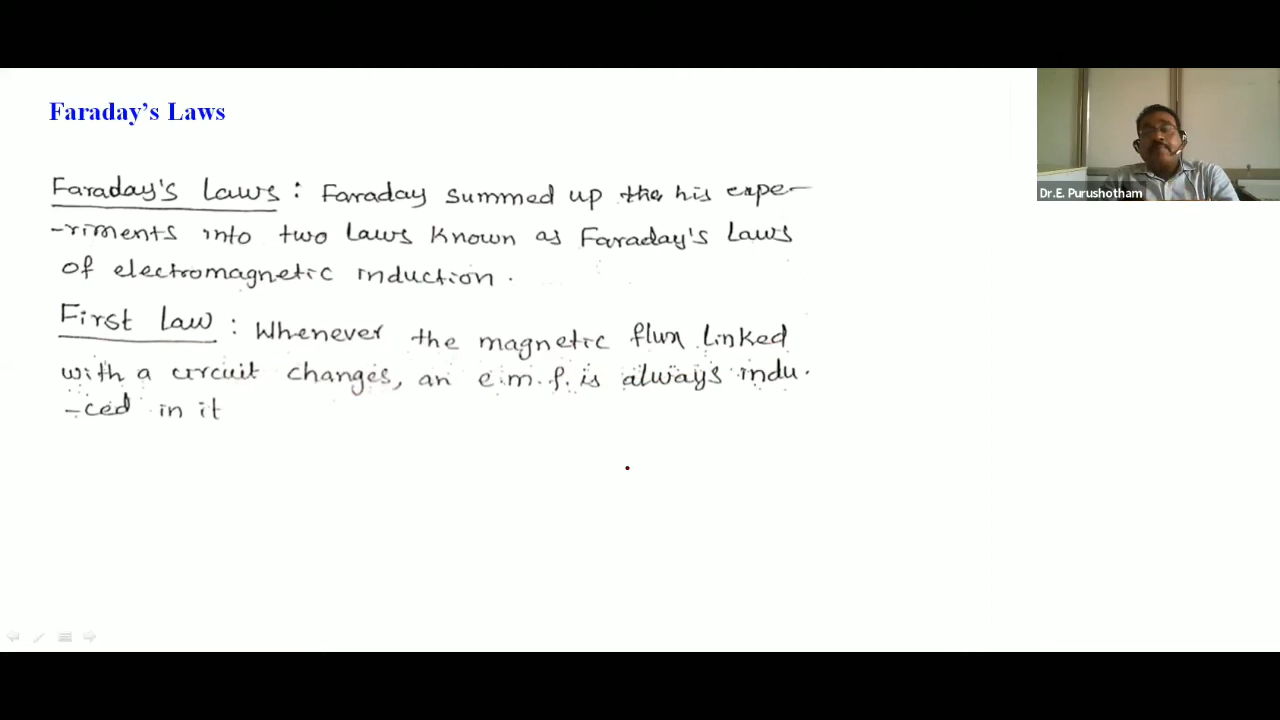 Faraday's Laws
Dr.E. Purushotham
Faraday's Laws : Faraday summed up the his expe-
-riments into two laws known as Faraday's laws
of electromagnetic induction.
First law : Whenever the magnetic flux linked
with a circuit changes, an e.m.f. is always indu.
-ced in it